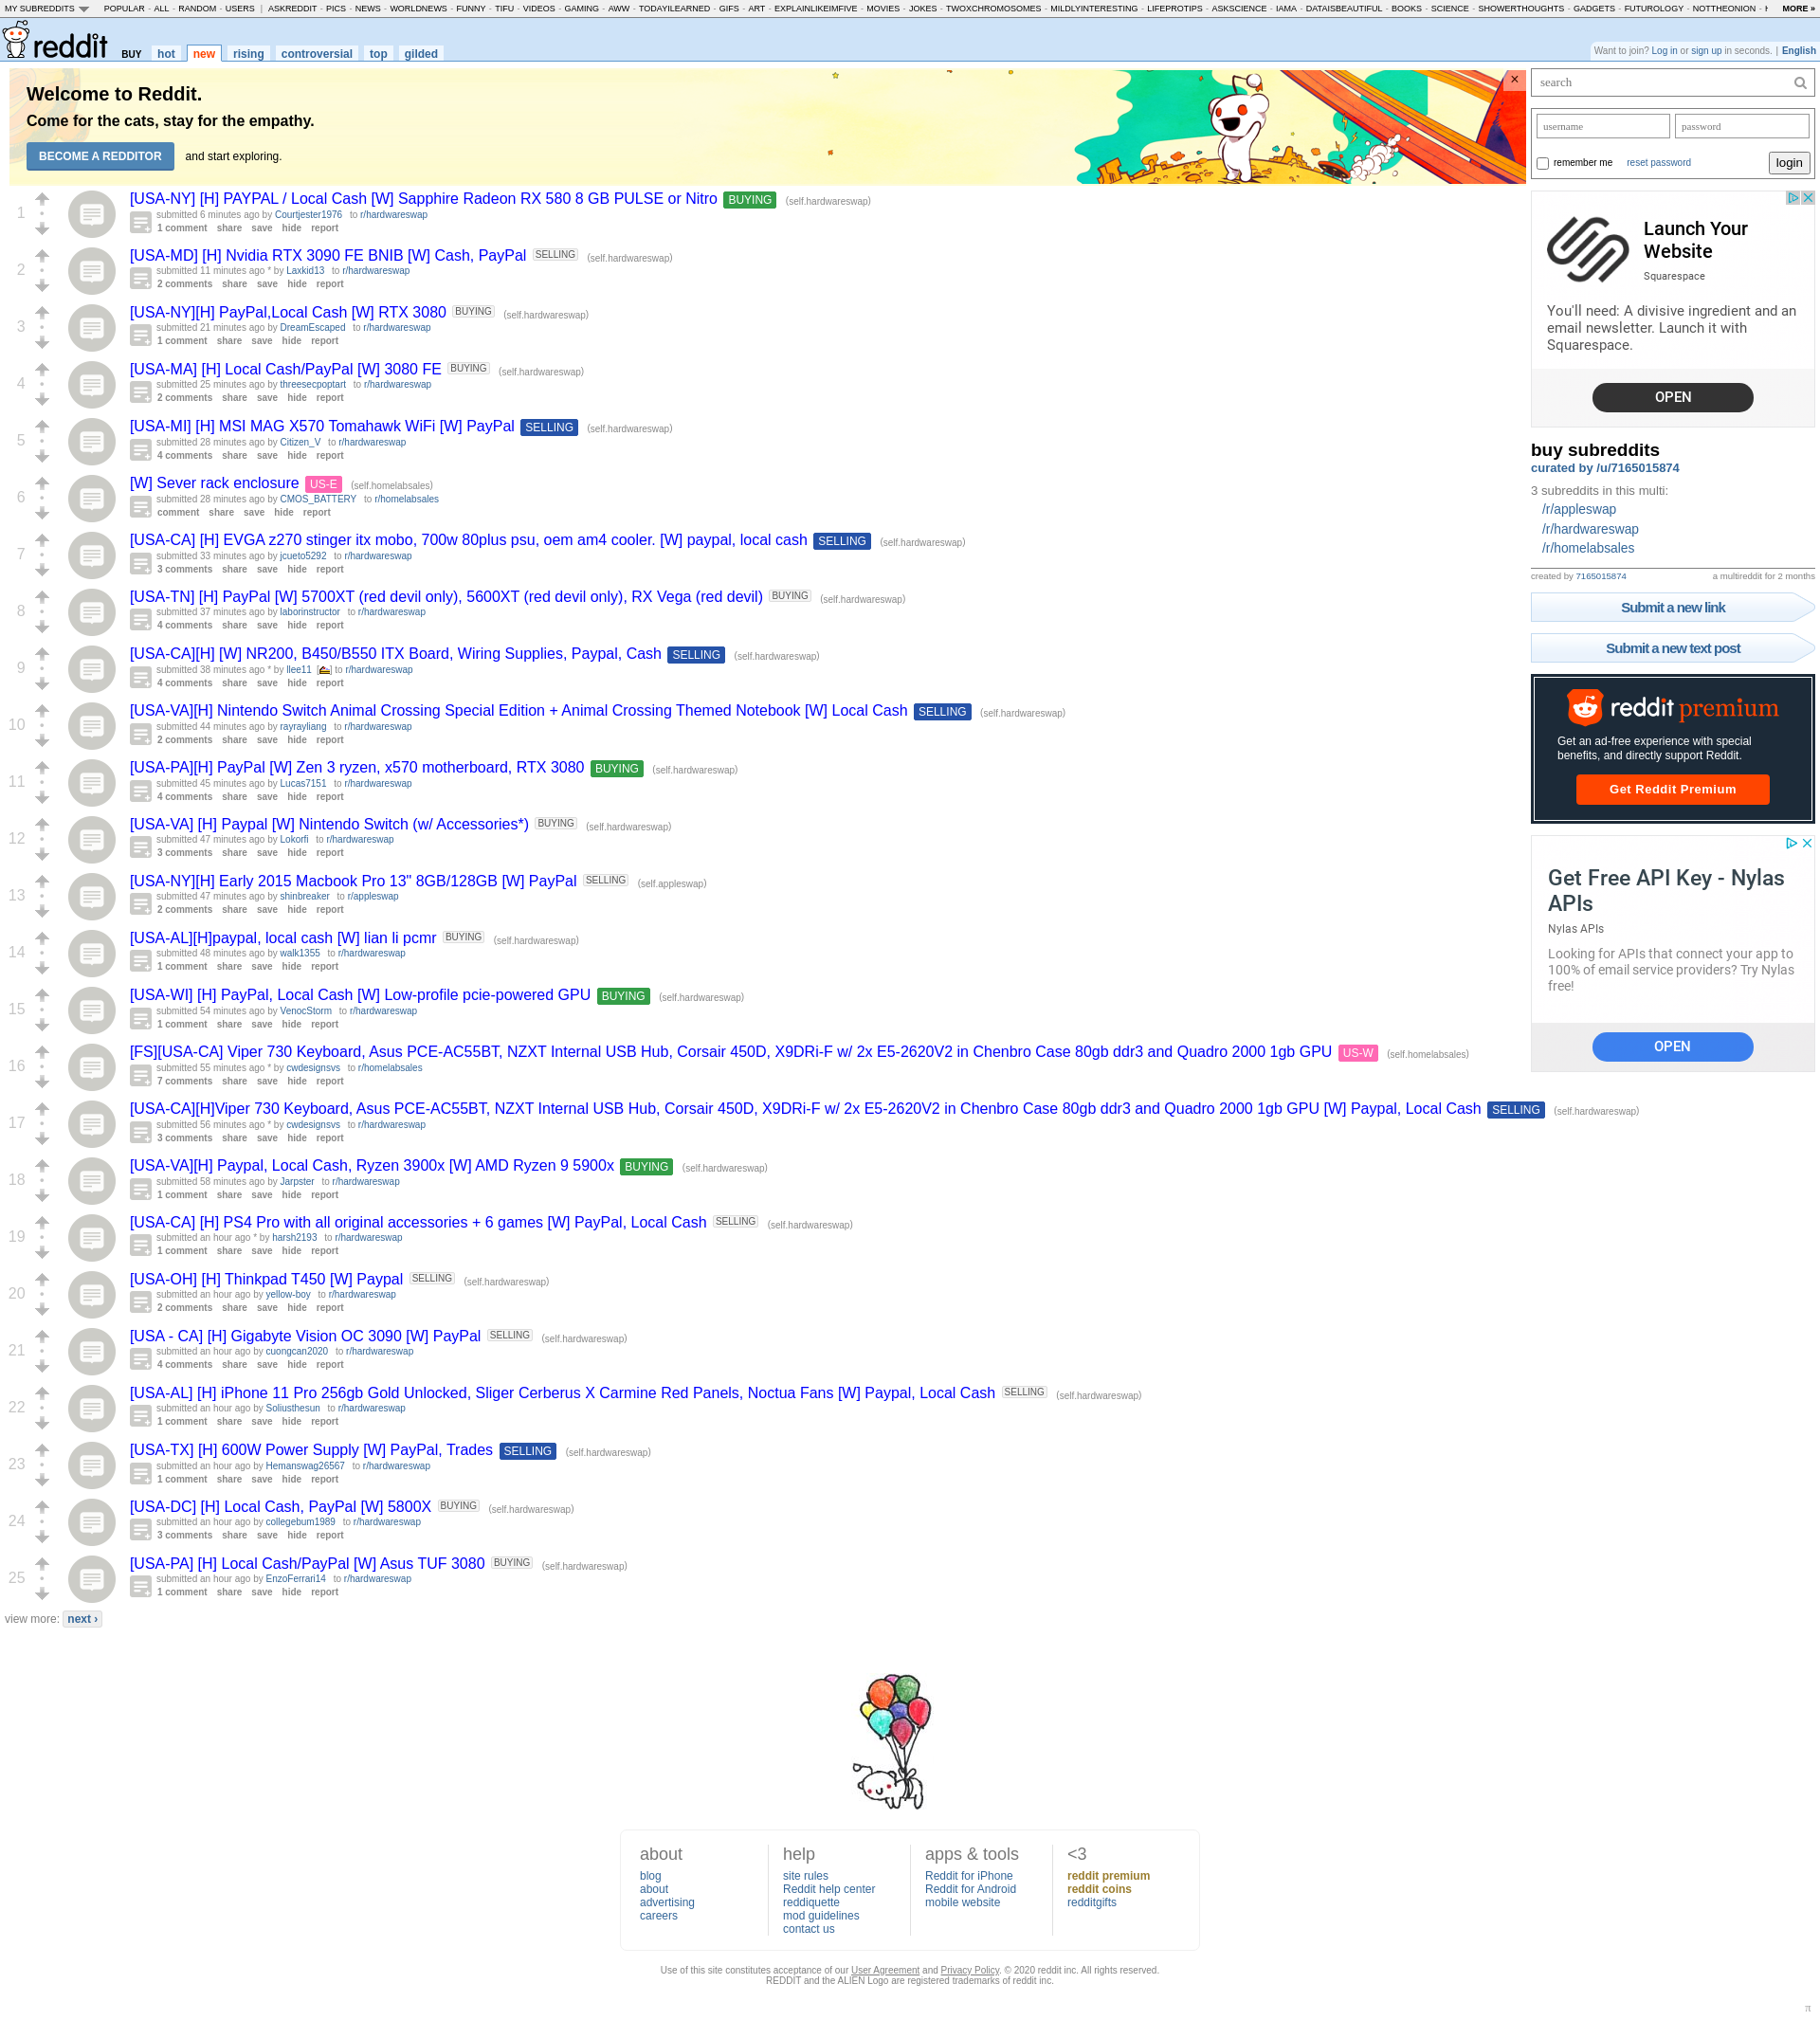 MY SUBREDDITS POPULAR - ALL - RANDOM - USERS | ASKREDDIT - PICS - NEWS - WORLDNEWS - FUNNY - TIFU - VIDEOS - GAMING - AWW - TODAYILEARNED - GIFS - ART - EXPLAINLIKEIMFIVE - MOVIES - JOKES - TWOXCHROMOSOMES - MILDLYINTERESTING - LIFEPROTIPS - ASKSCIENCE - IAMA - DATAISBEAUTIFUL - BOOKS - SCIENCE - SHOWERTHOUGHTS - GADGETS - FUTUROLOGY - NOTTHEONION - MORE »
reddit BUY hot new rising controversial top gilded
Want to join? Log in or sign up in seconds. | English
Welcome to Reddit.
Come for the cats, stay for the empathy.
BECOME A REDDITOR and start exploring.
×
1
[USA-NY] [H] PAYPAL / Local Cash [W] Sapphire Radeon RX 580 8 GB PULSE or Nitro BUYING (self.hardwareswap)
submitted 6 minutes ago by Courtjester1976 to r/hardwareswap
1 comment share save hide report
2
[USA-MD] [H] Nvidia RTX 3090 FE BNIB [W] Cash, PayPal SELLING (self.hardwareswap)
submitted 11 minutes ago * by Laxkid13 to r/hardwareswap
2 comments share save hide report
3
[USA-NY][H] PayPal,Local Cash [W] RTX 3080 BUYING (self.hardwareswap)
submitted 21 minutes ago by DreamEscaped to r/hardwareswap
1 comment share save hide report
4
[USA-MA] [H] Local Cash/PayPal [W] 3080 FE BUYING (self.hardwareswap)
submitted 25 minutes ago by threesecpoptart to r/hardwareswap
2 comments share save hide report
5
[USA-MI] [H] MSI MAG X570 Tomahawk WiFi [W] PayPal SELLING (self.hardwareswap)
submitted 28 minutes ago by Citizen_V to r/hardwareswap
4 comments share save hide report
6
[W] Sever rack enclosure US-E (self.homelabsales)
submitted 28 minutes ago by CMOS_BATTERY to r/homelabsales
comment share save hide report
7
[USA-CA] [H] EVGA z270 stinger itx mobo, 700w 80plus psu, oem am4 cooler. [W] paypal, local cash SELLING (self.hardwareswap)
submitted 33 minutes ago by jcueto5292 to r/hardwareswap
3 comments share save hide report
8
[USA-TN] [H] PayPal [W] 5700XT (red devil only), 5600XT (red devil only), RX Vega (red devil) BUYING (self.hardwareswap)
submitted 37 minutes ago by laborinstructor to r/hardwareswap
4 comments share save hide report
9
[USA-CA][H] [W] NR200, B450/B550 ITX Board, Wiring Supplies, Paypal, Cash SELLING (self.hardwareswap)
submitted 38 minutes ago * by llee11 [] to r/hardwareswap
4 comments share save hide report
10
[USA-VA][H] Nintendo Switch Animal Crossing Special Edition + Animal Crossing Themed Notebook [W] Local Cash SELLING (self.hardwareswap)
submitted 44 minutes ago by rayrayliang to r/hardwareswap
2 comments share save hide report
11
[USA-PA][H] PayPal [W] Zen 3 ryzen, x570 motherboard, RTX 3080 BUYING (self.hardwareswap)
submitted 45 minutes ago by Lucas7151 to r/hardwareswap
4 comments share save hide report
12
[USA-VA] [H] Paypal [W] Nintendo Switch (w/ Accessories*) BUYING (self.hardwareswap)
submitted 47 minutes ago by Lokorfi to r/hardwareswap
3 comments share save hide report
13
[USA-NY][H] Early 2015 Macbook Pro 13" 8GB/128GB [W] PayPal SELLING (self.appleswap)
submitted 47 minutes ago by shinbreaker to r/appleswap
2 comments share save hide report
14
[USA-AL][H]paypal, local cash [W] lian li pcmr BUYING (self.hardwareswap)
submitted 48 minutes ago by walk1355 to r/hardwareswap
1 comment share save hide report
15
[USA-WI] [H] PayPal, Local Cash [W] Low-profile pcie-powered GPU BUYING (self.hardwareswap)
submitted 54 minutes ago by VenocStorm to r/hardwareswap
1 comment share save hide report
16
[FS][USA-CA] Viper 730 Keyboard, Asus PCE-AC55BT, NZXT Internal USB Hub, Corsair 450D, X9DRi-F w/ 2x E5-2620V2 in Chenbro Case 80gb ddr3 and Quadro 2000 1gb GPU US-W (self.homelabsales)
submitted 55 minutes ago * by cwdesignsvs to r/homelabsales
7 comments share save hide report
17
[USA-CA][H]Viper 730 Keyboard, Asus PCE-AC55BT, NZXT Internal USB Hub, Corsair 450D, X9DRi-F w/ 2x E5-2620V2 in Chenbro Case 80gb ddr3 and Quadro 2000 1gb GPU [W] Paypal, Local Cash SELLING (self.hardwareswap)
submitted 56 minutes ago * by cwdesignsvs to r/hardwareswap
3 comments share save hide report
18
[USA-VA][H] Paypal, Local Cash, Ryzen 3900x [W] AMD Ryzen 9 5900x BUYING (self.hardwareswap)
submitted 58 minutes ago by Jarpster to r/hardwareswap
1 comment share save hide report
19
[USA-CA] [H] PS4 Pro with all original accessories + 6 games [W] PayPal, Local Cash SELLING (self.hardwareswap)
submitted an hour ago * by harsh2193 to r/hardwareswap
1 comment share save hide report
20
[USA-OH] [H] Thinkpad T450 [W] Paypal SELLING (self.hardwareswap)
submitted an hour ago by yellow-boy to r/hardwareswap
2 comments share save hide report
21
[USA - CA] [H] Gigabyte Vision OC 3090 [W] PayPal SELLING (self.hardwareswap)
submitted an hour ago by cuongcan2020 to r/hardwareswap
4 comments share save hide report
22
[USA-AL] [H] iPhone 11 Pro 256gb Gold Unlocked, Sliger Cerberus X Carmine Red Panels, Noctua Fans [W] Paypal, Local Cash SELLING (self.hardwareswap)
submitted an hour ago by Soliusthesun to r/hardwareswap
1 comment share save hide report
23
[USA-TX] [H] 600W Power Supply [W] PayPal, Trades SELLING (self.hardwareswap)
submitted an hour ago by Hemanswag26567 to r/hardwareswap
1 comment share save hide report
24
[USA-DC] [H] Local Cash, PayPal [W] 5800X BUYING (self.hardwareswap)
submitted an hour ago by collegebum1989 to r/hardwareswap
3 comments share save hide report
25
[USA-PA] [H] Local Cash/PayPal [W] Asus TUF 3080 BUYING (self.hardwareswap)
submitted an hour ago by EnzoFerrari14 to r/hardwareswap
1 comment share save hide report
view more: next ›
search
username password
remember me reset password login
Launch Your
Website
Squarespace
You'll need: A divisive ingredient and an
email newsletter. Launch it with
Squarespace.
OPEN
buy subreddits
curated by /u/7165015874
3 subreddits in this multi:
/r/appleswap
/r/hardwareswap
/r/homelabsales
created by 7165015874 a multireddit for 2 months
Submit a new link
Submit a new text post
reddit premium
Get an ad-free experience with special
benefits, and directly support Reddit.
Get Reddit Premium
Get Free API Key - Nylas
APIs
Nylas APIs
Looking for APIs that connect your app to
100% of email service providers? Try Nylas
free!
OPEN
about
blog
about
advertising
careers
help
site rules
Reddit help center
reddiquette
mod guidelines
contact us
apps & tools
Reddit for iPhone
Reddit for Android
mobile website
<3
reddit premium
reddit coins
redditgifts
Use of this site constitutes acceptance of our User Agreement and Privacy Policy. © 2020 reddit inc. All rights reserved.
REDDIT and the ALIEN Logo are registered trademarks of reddit inc.
π